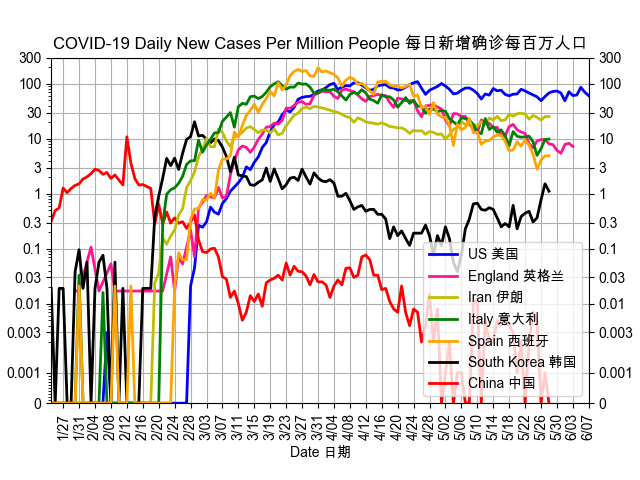 COVID-19 Daily New Cases Per Million People 每日新增确诊每百万人口
300 300
100 100
30 30
10 10
3 3
1 1
0.3 0.3
0.1 0.1
0.03 0.03
0.01 0.01
0.003 0.003
0.001 0.001
0 0
US 美国
England 英格兰
Iran 伊朗
Italy 意大利
Spain 西班牙
South Korea 韩国
China 中国
1/27 1/31 2/04 2/08 2/12 2/16 2/20 2/24 2/28 3/03 3/07 3/11 3/15 3/19 3/23 3/27 3/31 4/04 4/08 4/12 4/16 4/20 4/24 4/28 5/02 5/06 5/10 5/14 5/18 5/22 5/26 5/30 6/03 6/07
Date 日期